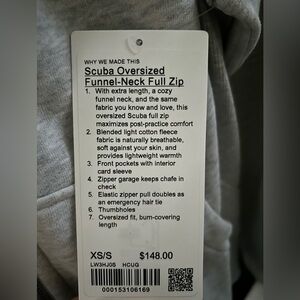 WHY WE MADE THIS
Scuba Oversized
Funnel-Neck Full Zip
1. With extra length, a cozy
funnel neck, and the same
fabric you know and love, this
oversized Scuba full zip
maximizes post-practice comfort
2. Blended light cotton fleece
fabric is naturally breathable,
soft against your skin, and
provides lightweight warmth
3. Front pockets with interior
card sleeve
4. Zipper garage keeps chafe in
check
5. Elastic zipper pull doubles as
an emergency hair tie
6. Thumbholes
7. Oversized fit, bum-covering
length
XS/S $148.00
LW3HJ0S HCUG
000153106169